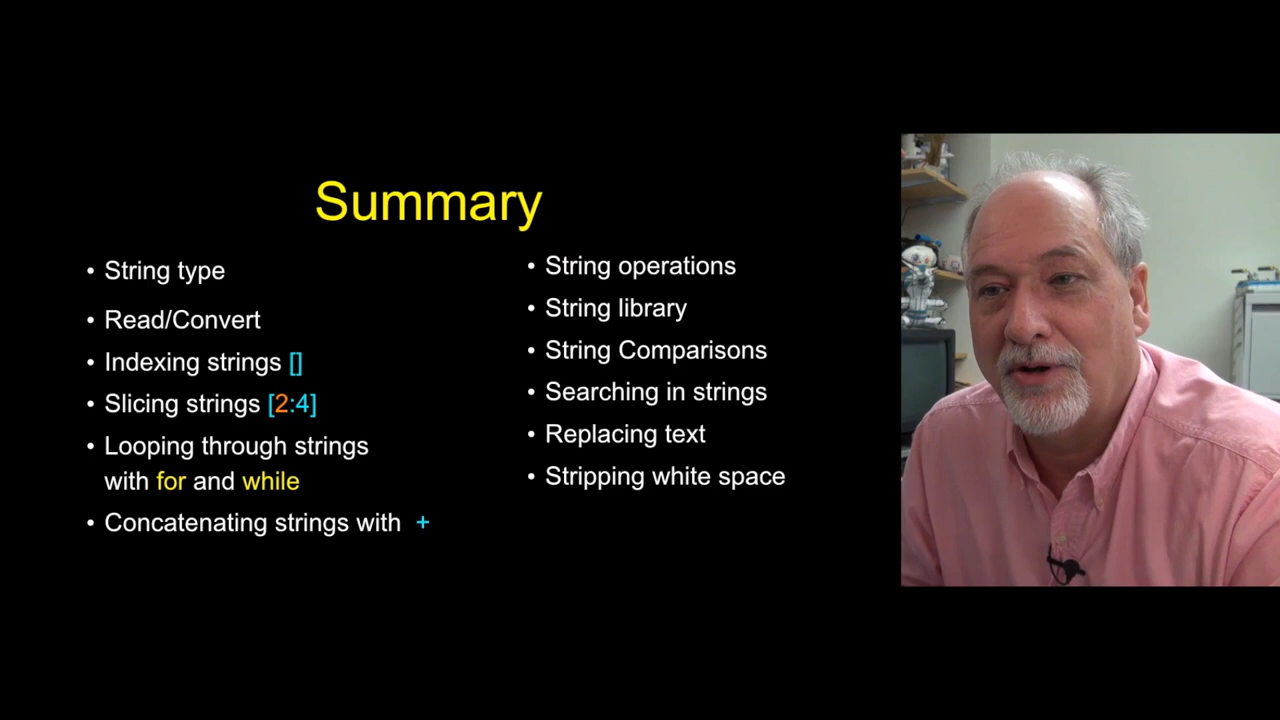 Summary
• String type
• Read/Convert
• Indexing strings []
• Slicing strings [2:4]
• Looping through strings
with for and while
• Concatenating strings with +
• String operations
• String library
• String Comparisons
• Searching in strings
• Replacing text
• Stripping white space